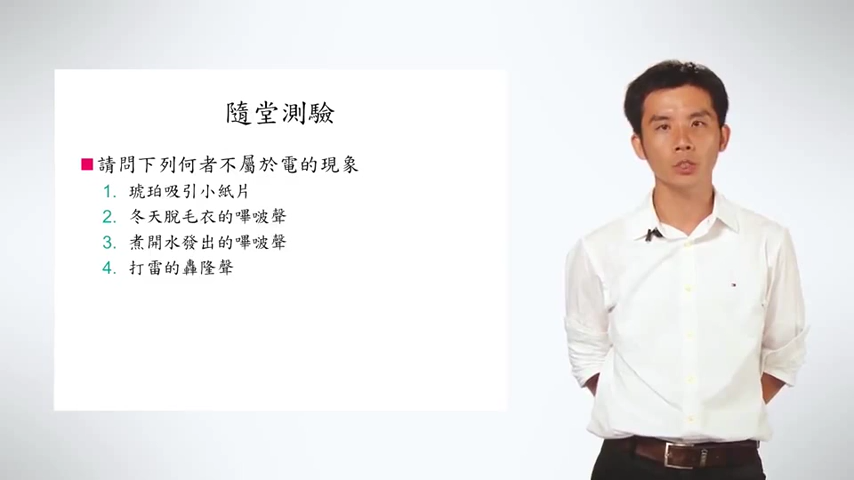 隨堂測驗
請問下列何者不屬於電的現象
1. 琥珀吸引小紙片
2. 冬天脫毛衣的嗶啵聲
3. 煮開水發出的嗶啵聲
4. 打雷的轟隆聲